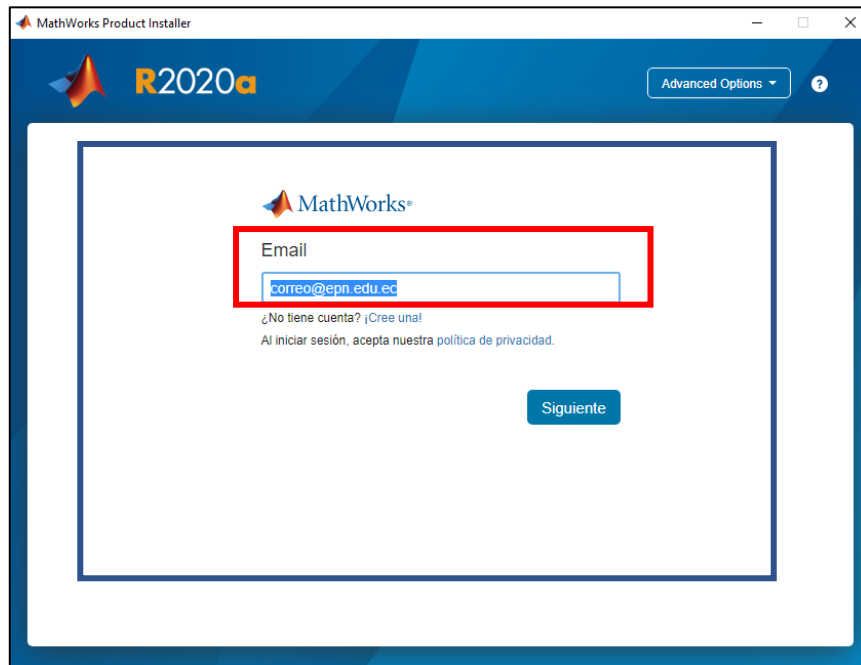 MathWorks Product Installer
R2020a
Advanced Options
?
MathWorks®
Email
correo@epn.edu.ec
¿No tiene cuenta? ¡Cree una!
Al iniciar sesión, acepta nuestra política de privacidad.
Siguiente